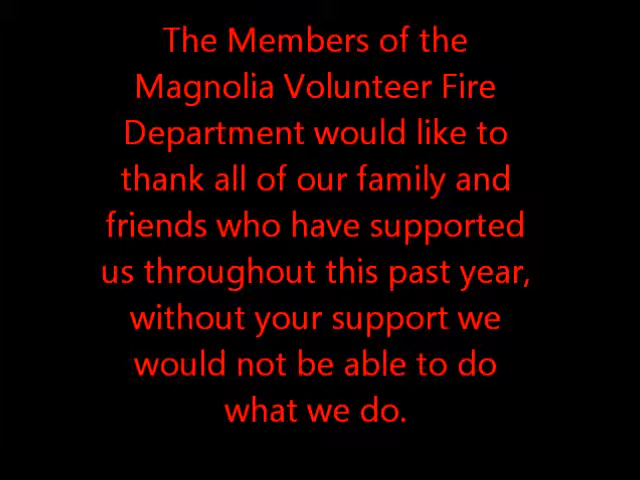 The Members of the
Magnolia Volunteer Fire
Department would like to
thank all of our family and
friends who have supported
us throughout this past year,
without your support we
would not be able to do
what we do.